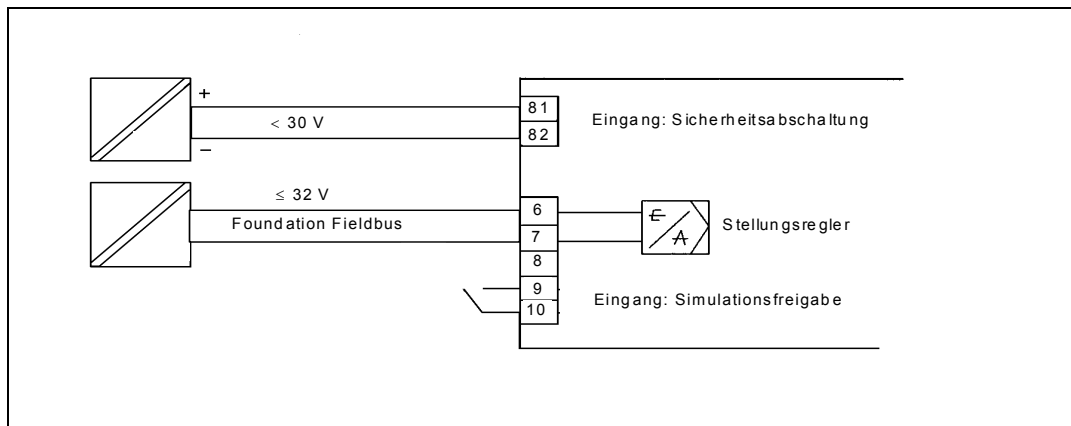 +
< 30 V
−
81
82
Eingang: Sicherheitsabschaltung
≤ 32 V
Foundation Fieldbus
6
7
8
9
10
E
A
Stellungsregler
Eingang: Simulationsfreigabe